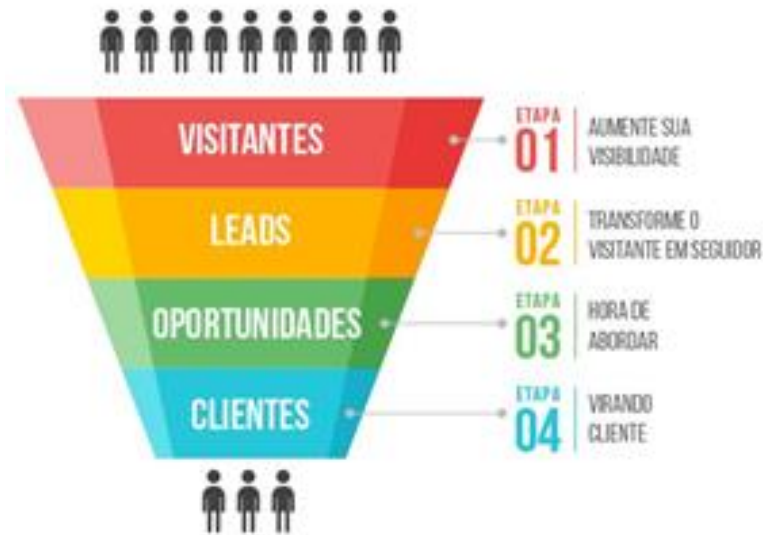 VISITANTES
ETAPA
01
AUMENTE SUA
VISIBILIDADE
LEADS
ETAPA
02
TRANSFORME O
VISITANTE EM SEGUIDOR
OPORTUNIDADES
ETAPA
03
HORA DE
ABORDAR
CLIENTES
ETAPA
04
VIRANDO
CLIENTE